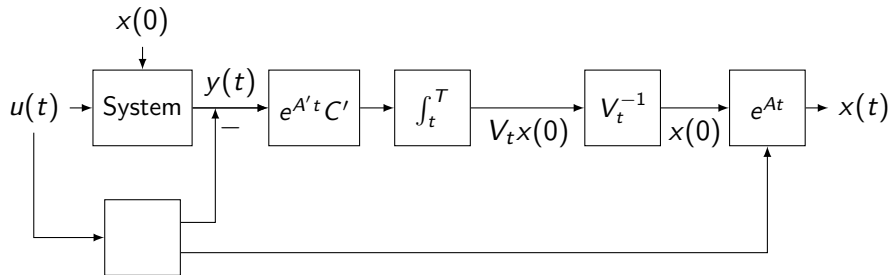 x(0)
u(t)
System
y(t)
−
e^{A′t}C′
∫_t^T
V_t x(0)
V_t^{−1}
x(0)
e^{At}
x(t)